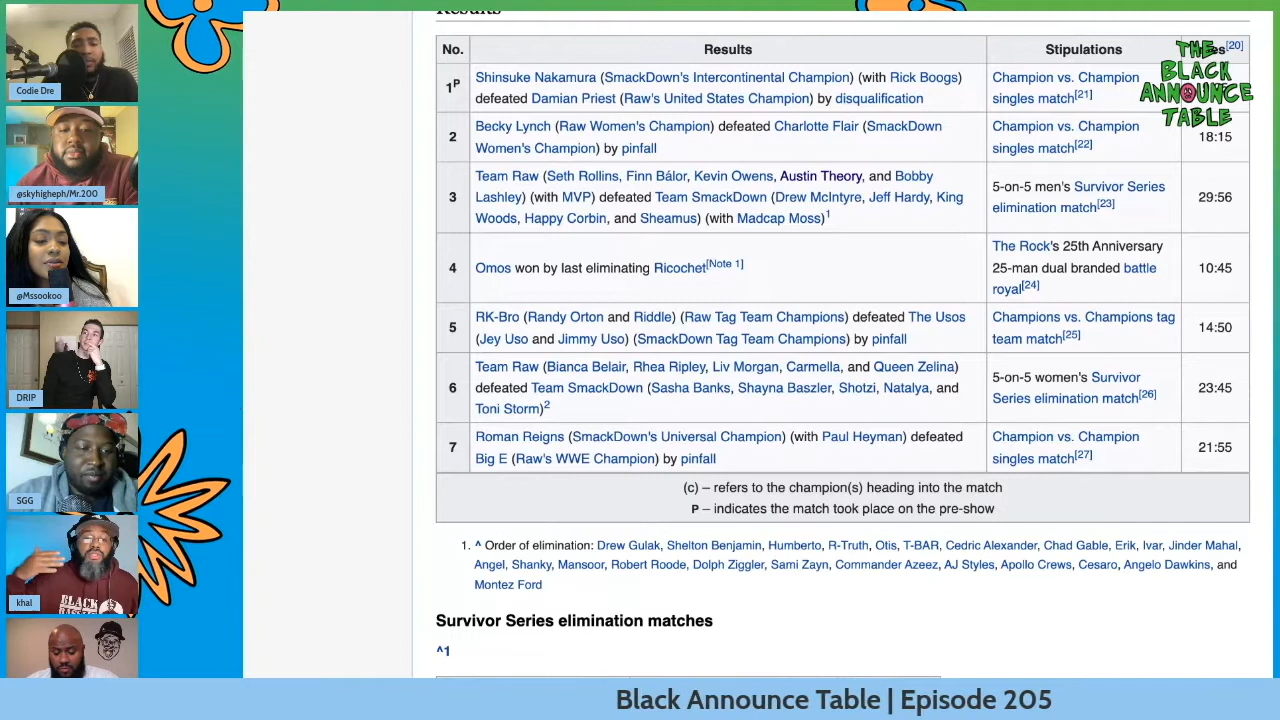 Results
No. Results Stipulations es[20]
1P Shinsuke Nakamura (SmackDown's Intercontinental Champion) (with Rick Boogs)
defeated Damian Priest (Raw's United States Champion) by disqualification
Champion vs. Champion
singles match[21]
2 Becky Lynch (Raw Women's Champion) defeated Charlotte Flair (SmackDown
Women's Champion) by pinfall
Champion vs. Champion
singles match[22]
18:15
3 Team Raw (Seth Rollins, Finn Bálor, Kevin Owens, Austin Theory, and Bobby
Lashley) (with MVP) defeated Team SmackDown (Drew McIntyre, Jeff Hardy, King
Woods, Happy Corbin, and Sheamus) (with Madcap Moss)1
5-on-5 men's Survivor Series
elimination match[23]
29:56
4 Omos won by last eliminating Ricochet[Note 1]
The Rock's 25th Anniversary
25-man dual branded battle
royal[24]
10:45
5 RK-Bro (Randy Orton and Riddle) (Raw Tag Team Champions) defeated The Usos
(Jey Uso and Jimmy Uso) (SmackDown Tag Team Champions) by pinfall
Champions vs. Champions tag
team match[25]
14:50
6 Team Raw (Bianca Belair, Rhea Ripley, Liv Morgan, Carmella, and Queen Zelina)
defeated Team SmackDown (Sasha Banks, Shayna Baszler, Shotzi, Natalya, and
Toni Storm)2
5-on-5 women's Survivor
Series elimination match[26]
23:45
7 Roman Reigns (SmackDown's Universal Champion) (with Paul Heyman) defeated
Big E (Raw's WWE Champion) by pinfall
Champion vs. Champion
singles match[27]
21:55
(c) – refers to the champion(s) heading into the match
P – indicates the match took place on the pre-show
1. ^ Order of elimination: Drew Gulak, Shelton Benjamin, Humberto, R-Truth, Otis, T-BAR, Cedric Alexander, Chad Gable, Erik, Ivar, Jinder Mahal,
Angel, Shanky, Mansoor, Robert Roode, Dolph Ziggler, Sami Zayn, Commander Azeez, AJ Styles, Apollo Crews, Cesaro, Angelo Dawkins, and
Montez Ford
Survivor Series elimination matches
^1
THE
BLACK
ANNOUNCE
TABLE
Codie Dre
@skyhigheph/Mr.200
@Mssookoo
DRIP
SGG
khal
BLACK
Black Announce Table | Episode 205